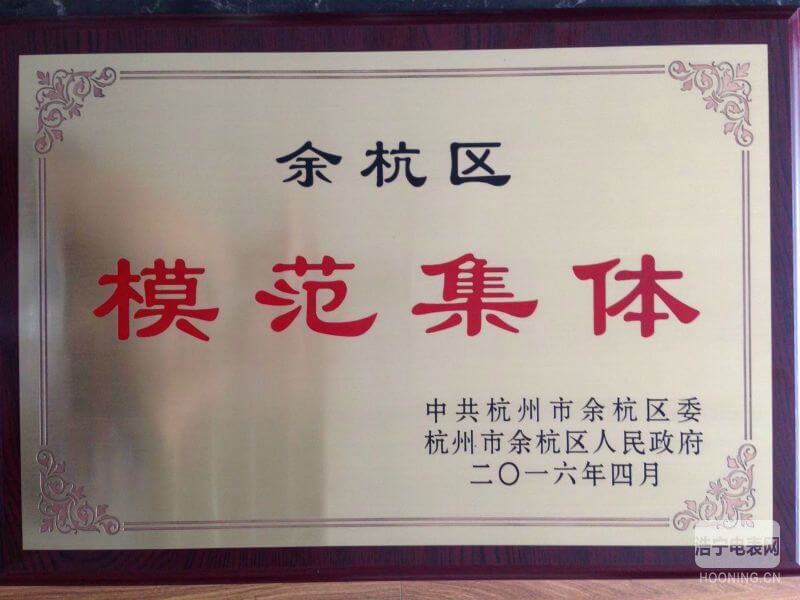 余杭区
模范集体
中共杭州市余杭区委
杭州市余杭区人民政府
二〇一六年四月
浩宁电表网
HOONING.CN